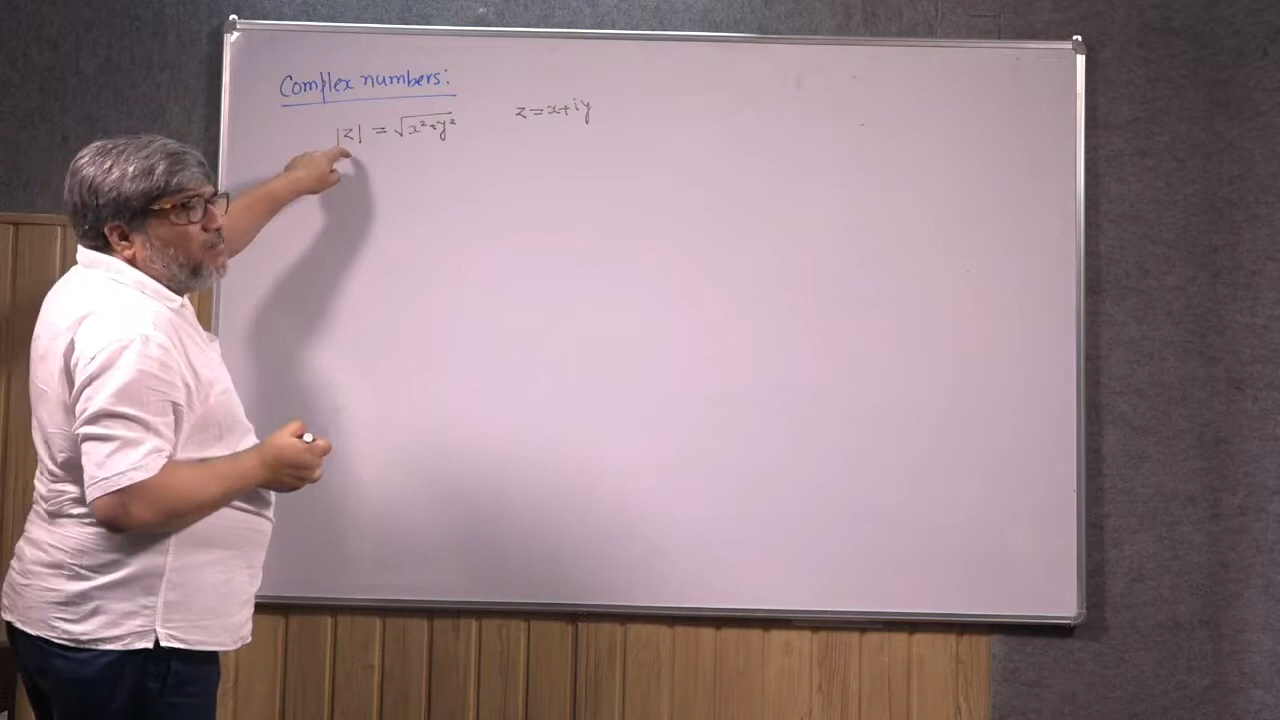 Complex numbers:
|z| = √x²+y²
z=x+iy